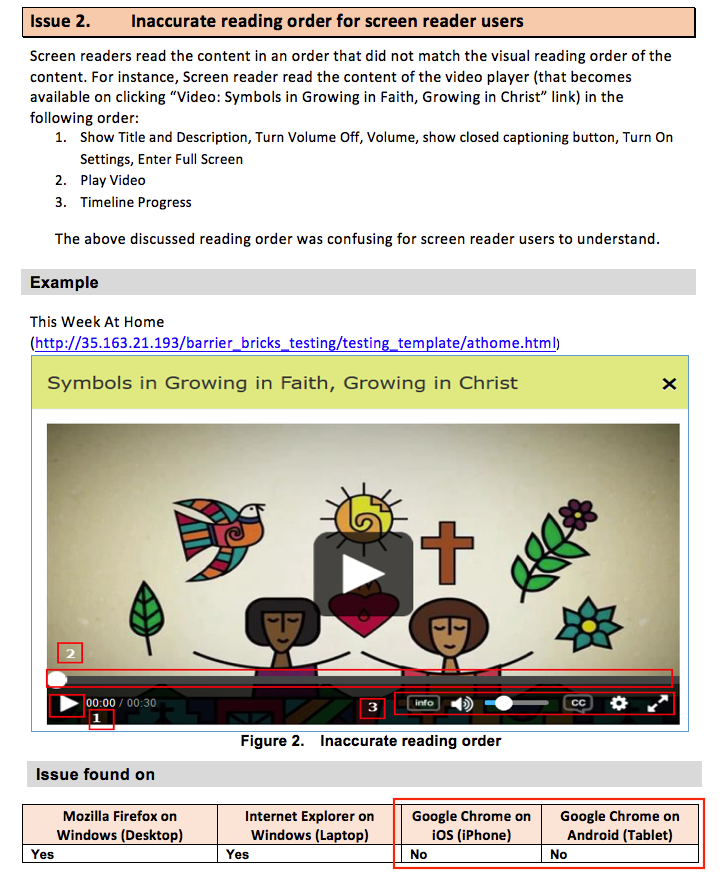 Issue 2. Inaccurate reading order for screen reader users
Screen readers read the content in an order that did not match the visual reading order of the
content. For instance, Screen reader read the content of the video player (that becomes
available on clicking “Video: Symbols in Growing in Faith, Growing in Christ” link) in the
following order:
1. Show Title and Description, Turn Volume Off, Volume, show closed captioning button, Turn On
Settings, Enter Full Screen
2. Play Video
3. Timeline Progress
The above discussed reading order was confusing for screen reader users to understand.
Example
This Week At Home
(http://35.163.21.193/barrier_bricks_testing/testing_template/athome.html)
Symbols in Growing in Faith, Growing in Christ
2
00:00 / 00:30
1
3
info
CC
Figure 2. Inaccurate reading order
Issue found on
Mozilla Firefox on Windows (Desktop)
Internet Explorer on Windows (Laptop)
Google Chrome on iOS (iPhone)
Google Chrome on Android (Tablet)
Yes
Yes
No
No